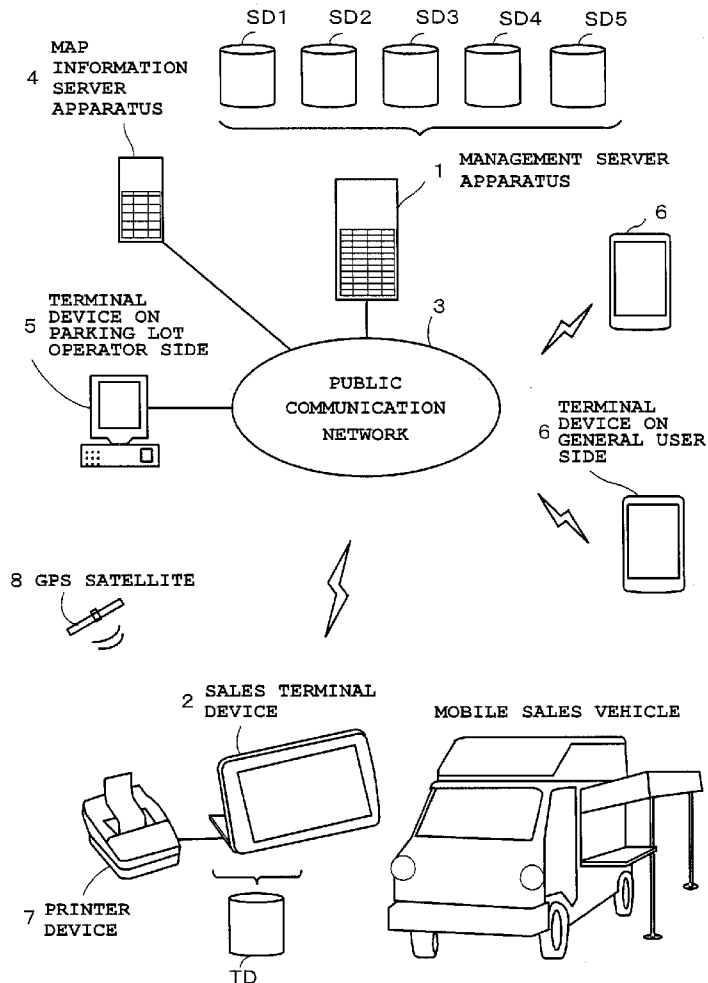 SD1 SD2 SD3 SD4 SD5
4 MAP
INFORMATION
SERVER
APPARATUS
1 MANAGEMENT SERVER
APPARATUS
6
5 TERMINAL
DEVICE ON
PARKING LOT
OPERATOR SIDE
3
PUBLIC
COMMUNICATION
NETWORK
6 TERMINAL
DEVICE ON
GENERAL USER
SIDE
8 GPS SATELLITE
2 SALES TERMINAL
DEVICE
MOBILE SALES VEHICLE
7 PRINTER
DEVICE
TD